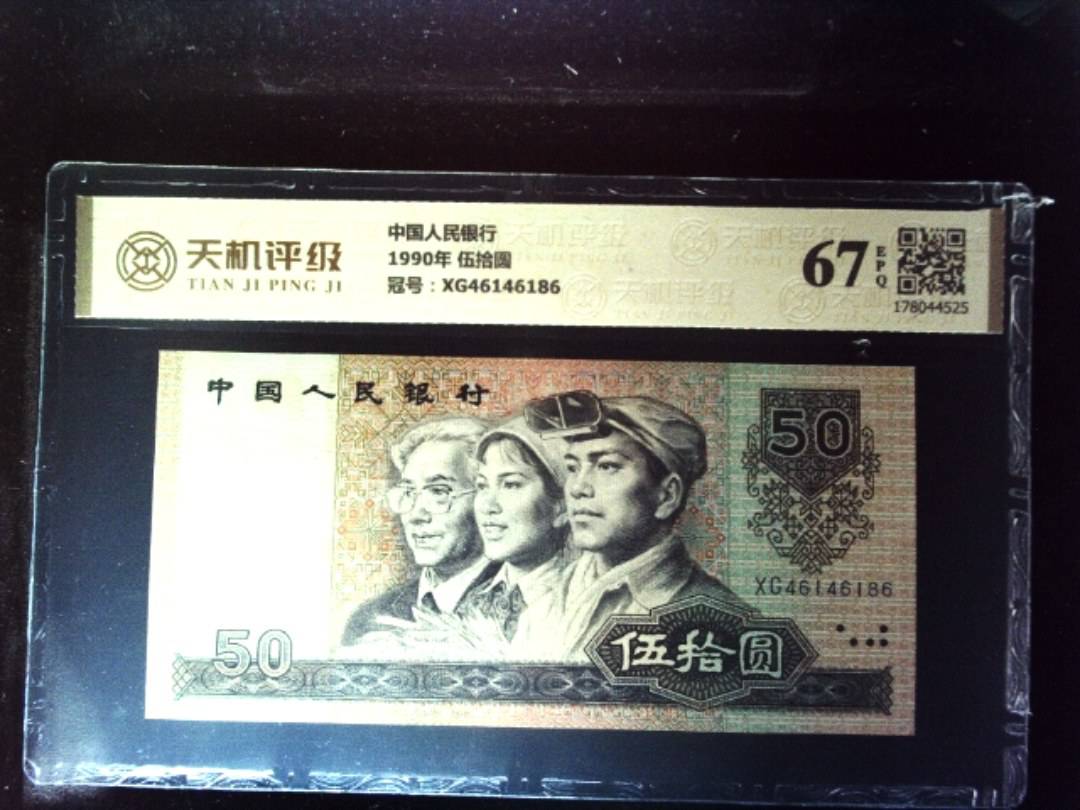 天机评级
TIAN JI PING JI
中国人民银行
1990年 伍拾圆
冠号：XG46146186
67
EPQ
178044525
中国人民银行
50
XG46146186
50
伍拾圆